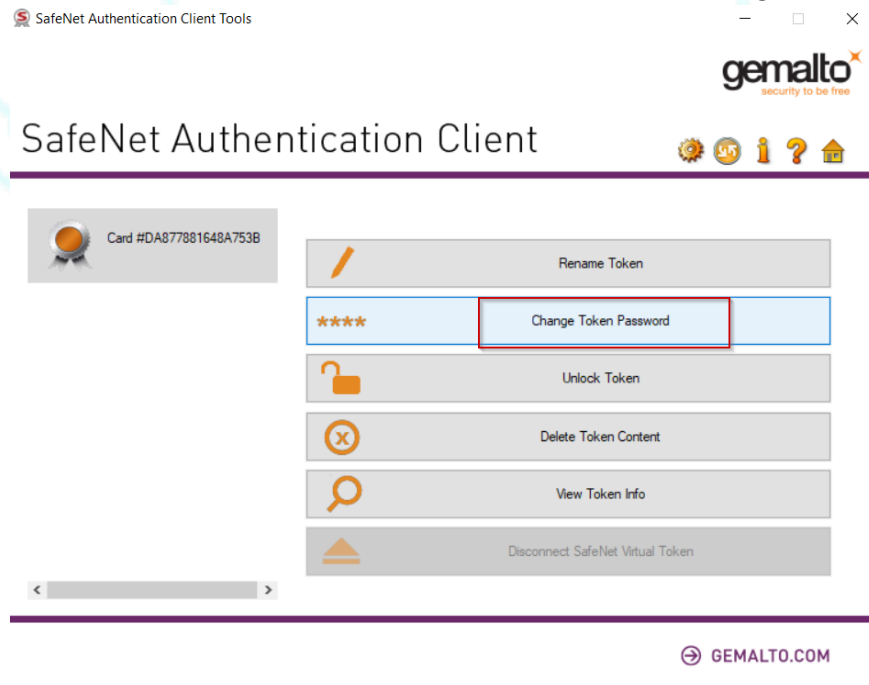 SafeNet Authentication Client Tools
gemalto
security to be free
SafeNet Authentication Client
Card #DA877881648A753B
Rename Token
****
Change Token Password
Unlock Token
Delete Token Content
View Token Info
Disconnect SafeNet Virtual Token
GEMALTO.COM